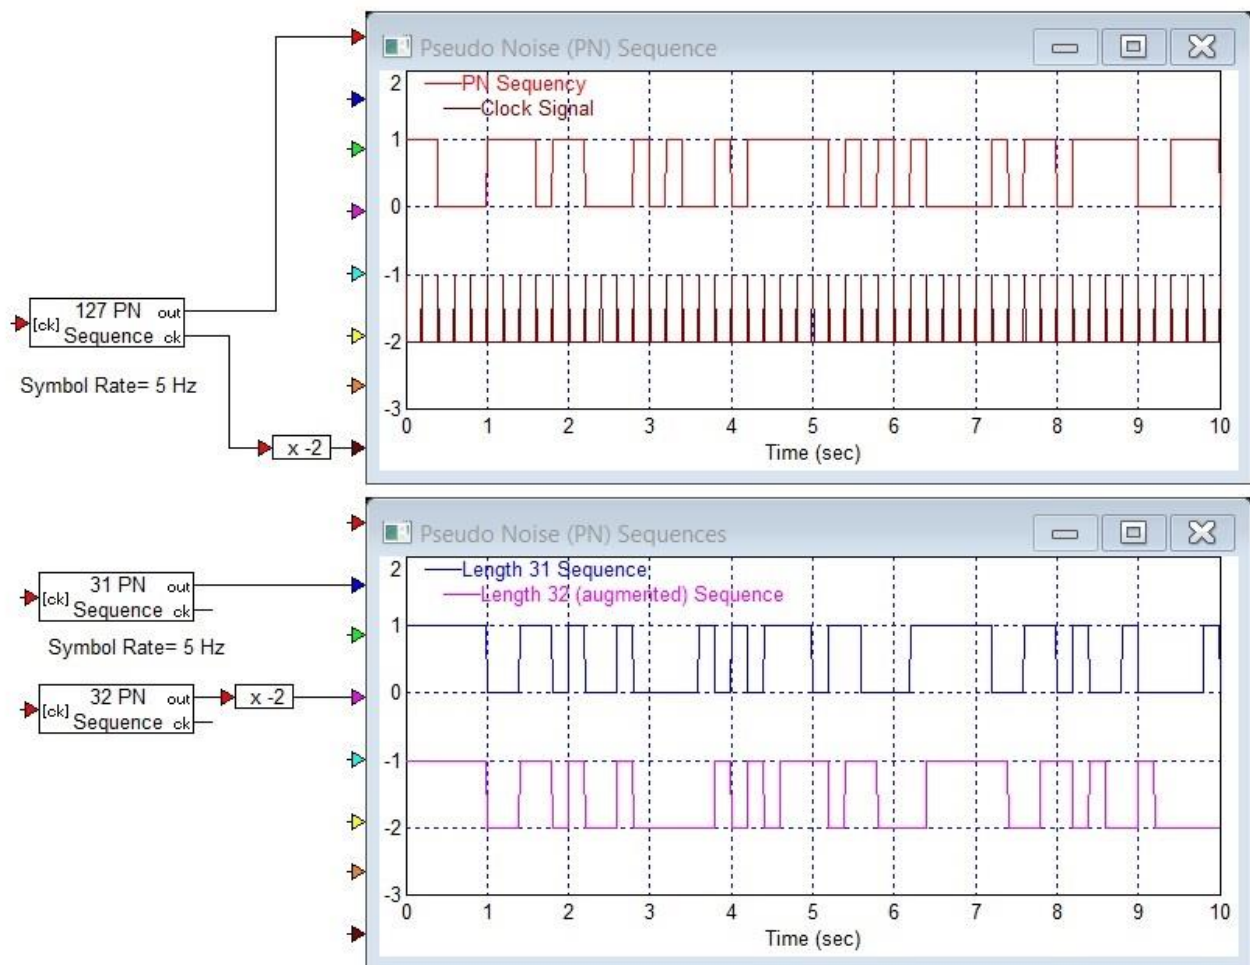 Pseudo Noise (PN) Sequence
2
PN Sequency
Clock Signal
1
0
-1
-2
-3
0 1 2 3 4 5 6 7 8 9 10
Time (sec)
127 PN out
[ck] Sequence ck
Symbol Rate= 5 Hz
x -2
Pseudo Noise (PN) Sequences
2
Length 31 Sequence
Length 32 (augmented) Sequence
1
0
-1
-2
-3
0 1 2 3 4 5 6 7 8 9 10
Time (sec)
31 PN out
[ck] Sequence ck
Symbol Rate= 5 Hz
32 PN out
[ck] Sequence ck
x -2